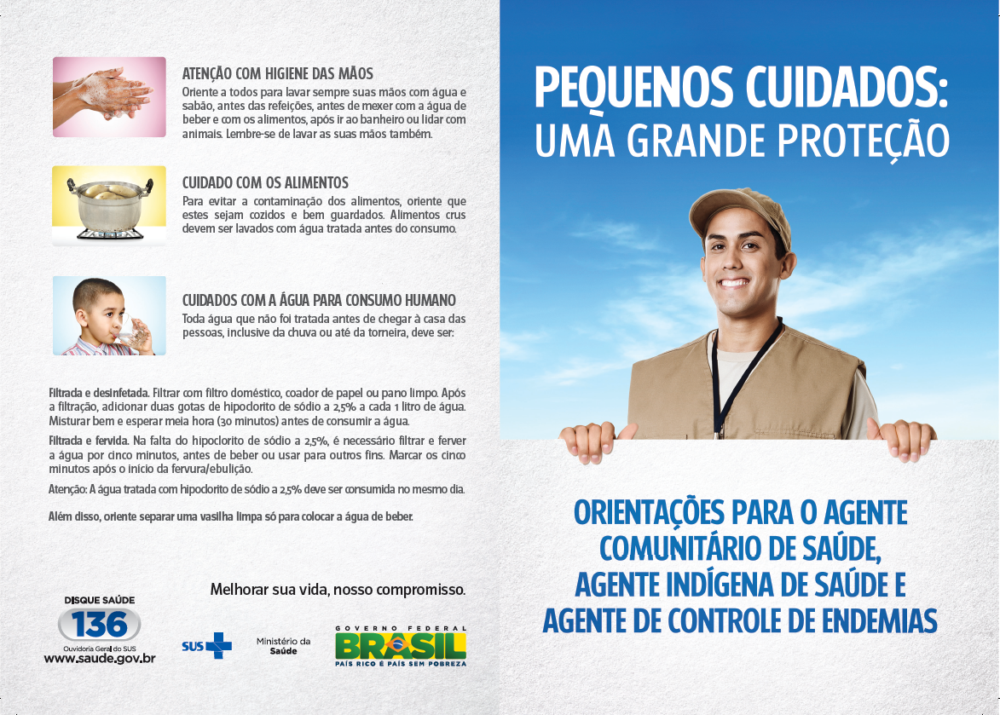 ATENÇÃO COM HIGIENE DAS MÃOS
Oriente a todos para lavar sempre suas mãos com água e
sabão, antes das refeições, antes de mexer com a água de
beber e com os alimentos, após ir ao banheiro ou lidar com
animais. Lembre-se de lavar as suas mãos também.
CUIDADO COM OS ALIMENTOS
Para evitar a contaminação dos alimentos, oriente que
estes sejam cozidos e bem guardados. Alimentos crus
devem ser lavados com água tratada antes do consumo.
CUIDADOS COM A ÁGUA PARA CONSUMO HUMANO
Toda água que não foi tratada antes de chegar à casa das
pessoas, inclusive da chuva ou até da torneira, deve ser:
Filtrada e desinfetada. Filtrar com filtro doméstico, coador de papel ou pano limpo. Após
a filtração, adicionar duas gotas de hipoclorito de sódio a 2,5% a cada 1 litro de água.
Misturar bem e esperar meia hora (30 minutos) antes de consumir a água.
Filtrada e fervida. Na falta do hipoclorito de sódio a 2,5%, é necessário filtrar e ferver
a água por cinco minutos, antes de beber ou usar para outros fins. Marcar os cinco
minutos após o início da fervura/ebulição.
Atenção: A água tratada com hipoclorito de sódio a 2,5% deve ser consumida no mesmo dia.
Além disso, oriente separar uma vasilha limpa só para colocar a água de beber.
Melhorar sua vida, nosso compromisso.
DISQUE SAÚDE
136
Ouvidoria Geral do SUS
www.saude.gov.br
SUS
Ministério da
Saúde
GOVERNO FEDERAL
BRASIL
PAÍS RICO É PAÍS SEM POBREZA
PEQUENOS CUIDADOS:
UMA GRANDE PROTEÇÃO
ORIENTAÇÕES PARA O AGENTE
COMUNITÁRIO DE SAÚDE,
AGENTE INDÍGENA DE SAÚDE E
AGENTE DE CONTROLE DE ENDEMIAS